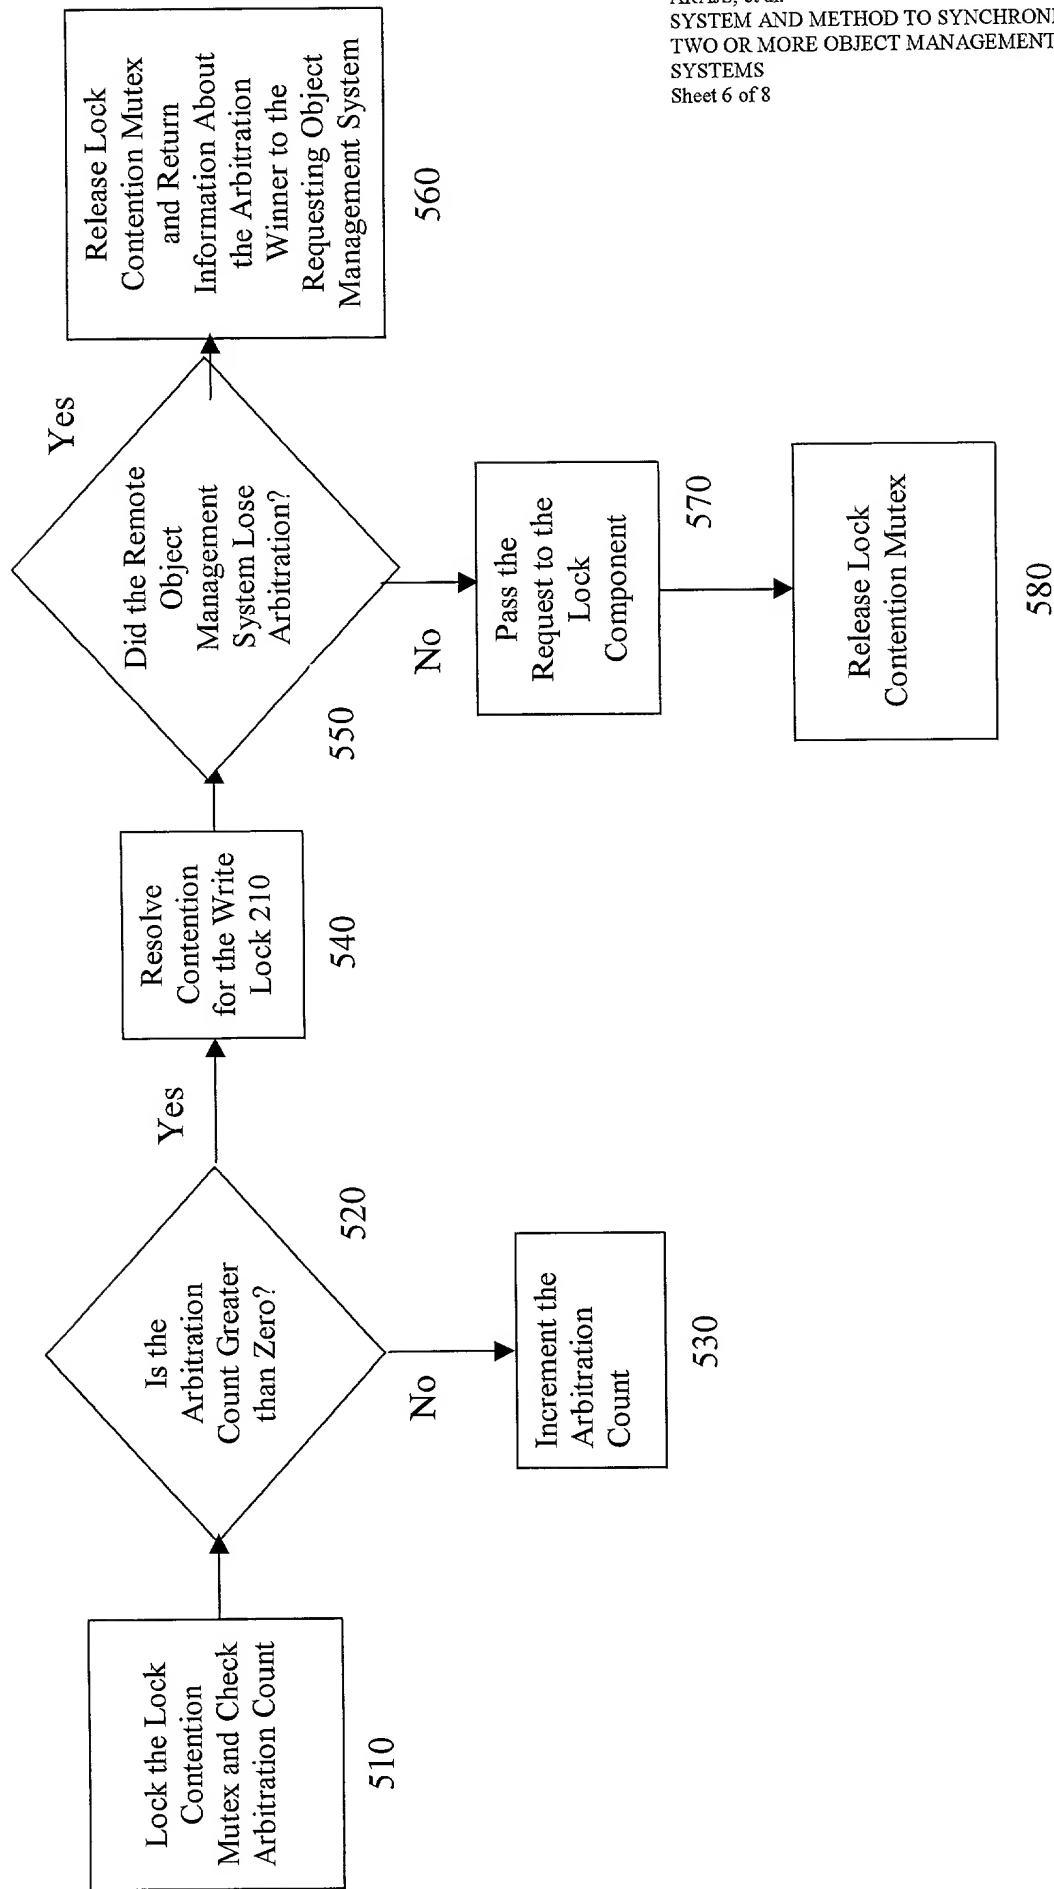 ARAJS, et al.
SYSTEM AND METHOD TO SYNCHRONI
TWO OR MORE OBJECT MANAGEMENT
SYSTEMS
Sheet 6 of 8
Lock the Lock
Contention
Mutex and Check
Arbitration Count
510
Is the
Arbitration
Count Greater
than Zero?
520
Yes
No
Increment the
Arbitration
Count
530
Resolve
Contention
for the Write
Lock 210
540
Did the Remote
Object
Management
System Lose
Arbitration?
550
Yes
No
Release Lock
Contention Mutex
and Return
Information About
the Arbitration
Winner to the
Requesting Object
Management System
560
Pass the
Request to the
Lock
Component
570
Release Lock
Contention Mutex
580